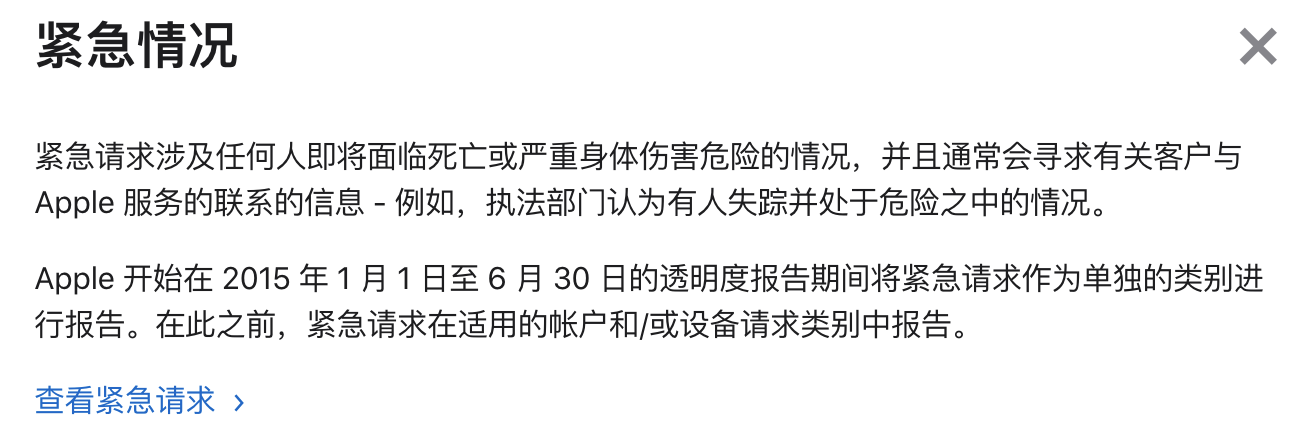 紧急情况
紧急请求涉及任何人即将面临死亡或严重身体伤害危险的情况，并且通常会寻求有关客户与
Apple 服务的联系的信息 - 例如，执法部门认为有人失踪并处于危险之中的情况。
Apple 开始在 2015 年 1 月 1 日至 6 月 30 日的透明度报告期间将紧急请求作为单独的类别进
行报告。在此之前，紧急请求在适用的帐户和/或设备请求类别中报告。
查看紧急请求 ›